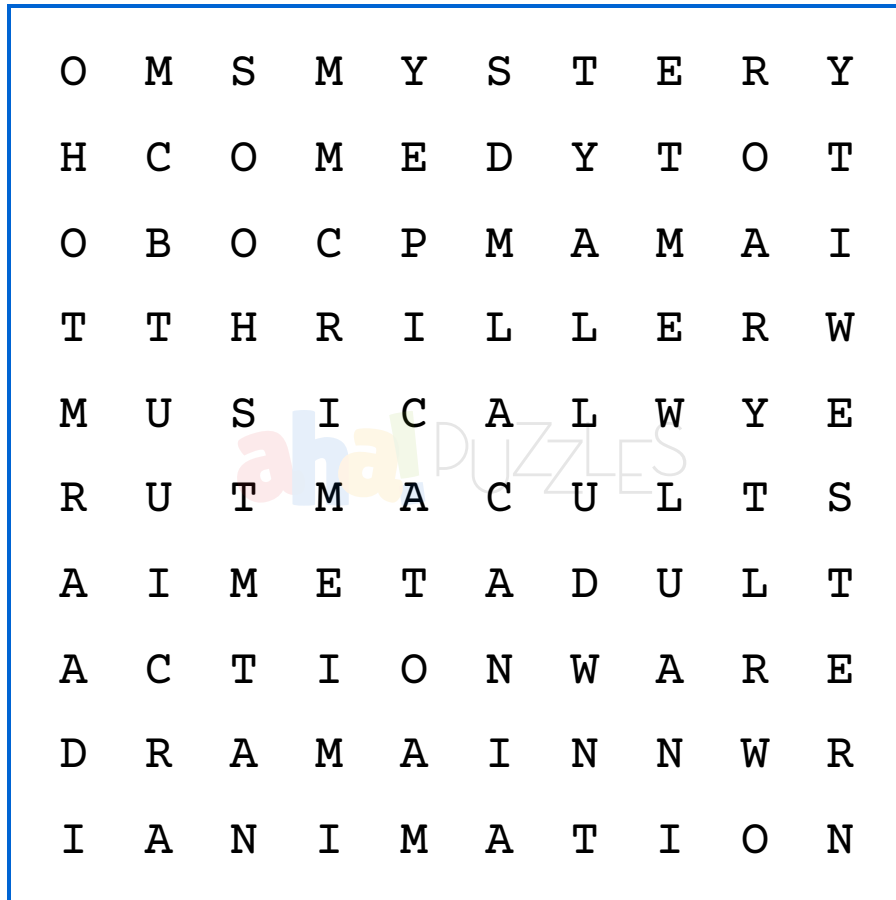 O M S M Y S T E R Y
H C O M E D Y T O T
O B O C P M A M A I
T T H R I L L E R W
M U S I C A L W Y E
aha! PUZZLES
R U T M A C U L T S
A I M E T A D U L T
A C T I O N W A R E
D R A M A I N N W R
I A N I M A T I O N